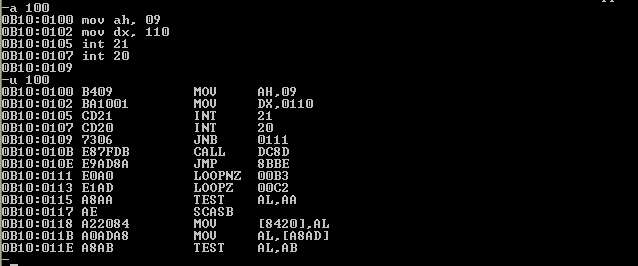 -a 100
0B10:0100 mov ah, 09
0B10:0102 mov dx, 110
0B10:0105 int 21
0B10:0107 int 20
0B10:0109
-u 100
0B10:0100 B409 MOV AH,09
0B10:0102 BA1001 MOV DX,0110
0B10:0105 CD21 INT 21
0B10:0107 CD20 INT 20
0B10:0109 7306 JNB 0111
0B10:010B E87FDB CALL DC8D
0B10:010E E9AD8A JMP 8BBE
0B10:0111 E0A0 LOOPNZ 00B3
0B10:0113 E1AD LOOPZ 00C2
0B10:0115 A8AA TEST AL,AA
0B10:0117 AE SCASB
0B10:0118 A22084 MOV [8420],AL
0B10:011B A0ADA8 MOV AL,[A8AD]
0B10:011E A8AB TEST AL,AB
-